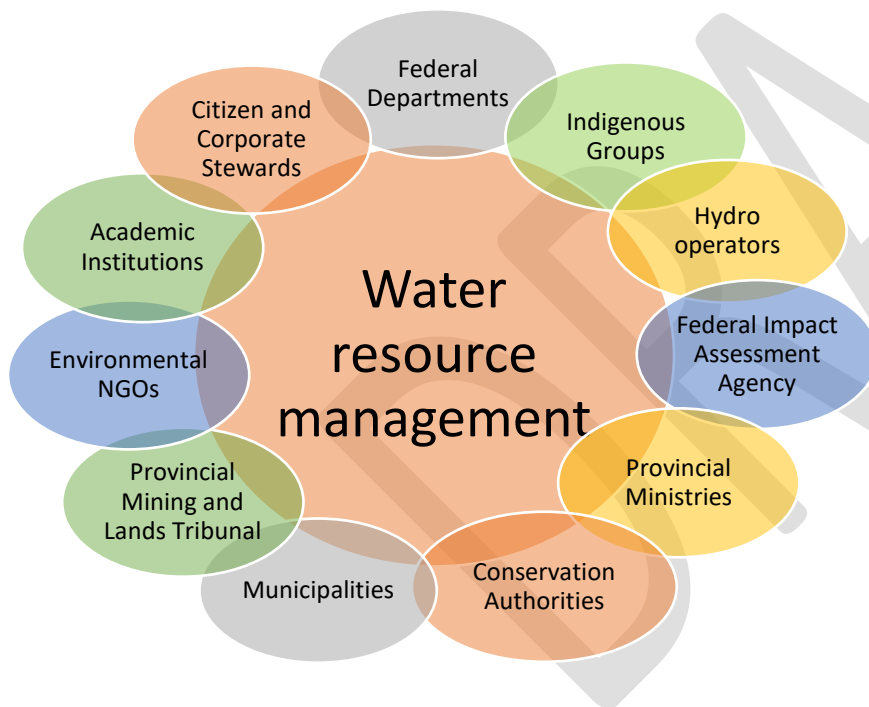 Federal
Departments
Indigenous
Groups
Hydro
operators
Federal Impact
Assessment
Agency
Provincial
Ministries
Conservation
Authorities
Municipalities
Provincial
Mining and
Lands Tribunal
Environmental
NGOs
Academic
Institutions
Citizen and
Corporate
Stewards
Water
resource
management